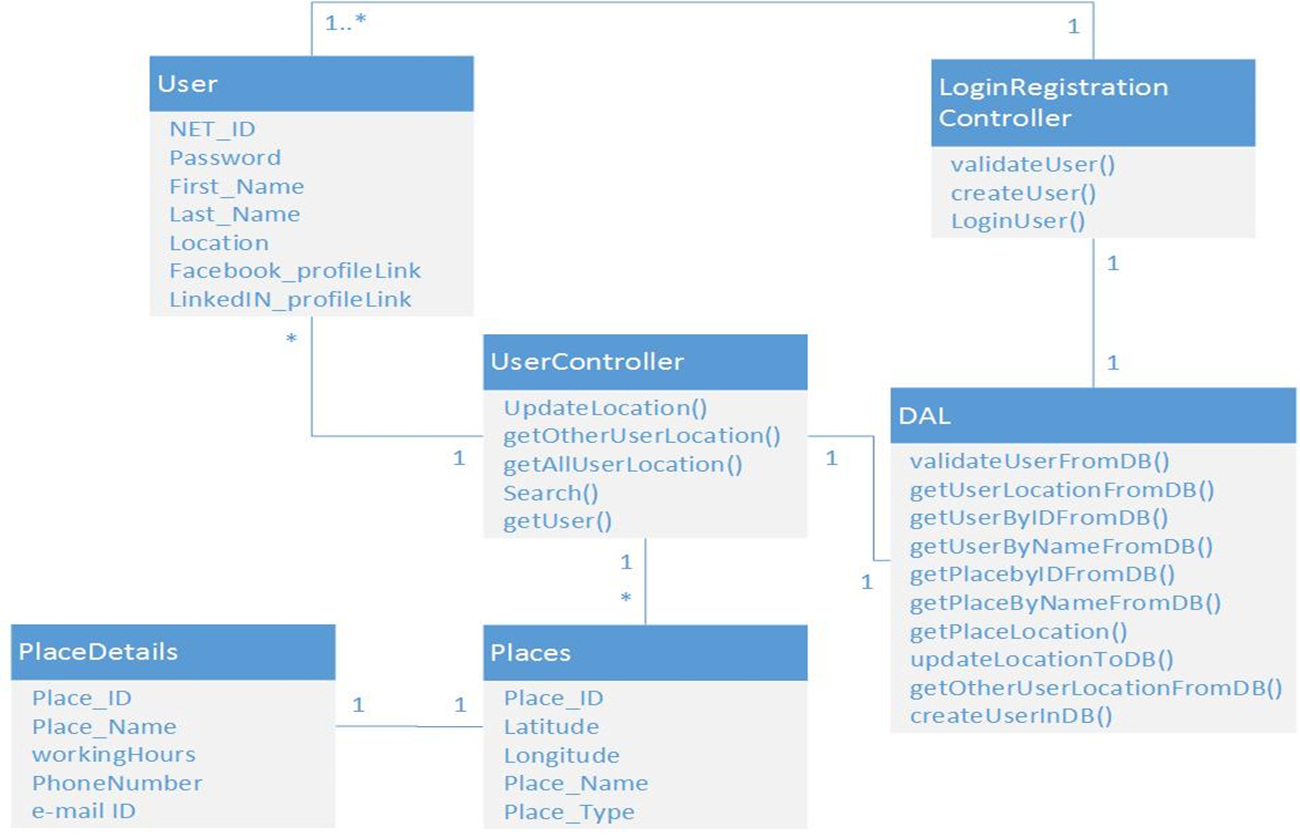 1..*
1
User
NET_ID
Password
First_Name
Last_Name
Location
Facebook_profileLink
LinkedIN_profileLink
*
LoginRegistration
Controller
validateUser()
createUser()
LoginUser()
1
1
UserController
UpdateLocation()
getOtherUserLocation()
getAllUserLocation()
Search()
getUser()
1
1
1
1
*
DAL
validateUserFromDB()
getUserLocationFromDB()
getUserByIDFromDB()
getUserByNameFromDB()
getPlacebyIDFromDB()
getPlaceByNameFromDB()
getPlaceLocation()
updateLocationToDB()
getOtherUserLocationFromDB()
createUserInDB()
PlaceDetails
Place_ID
Place_Name
workingHours
PhoneNumber
e-mail ID
1
1
Places
Place_ID
Latitude
Longitude
Place_Name
Place_Type